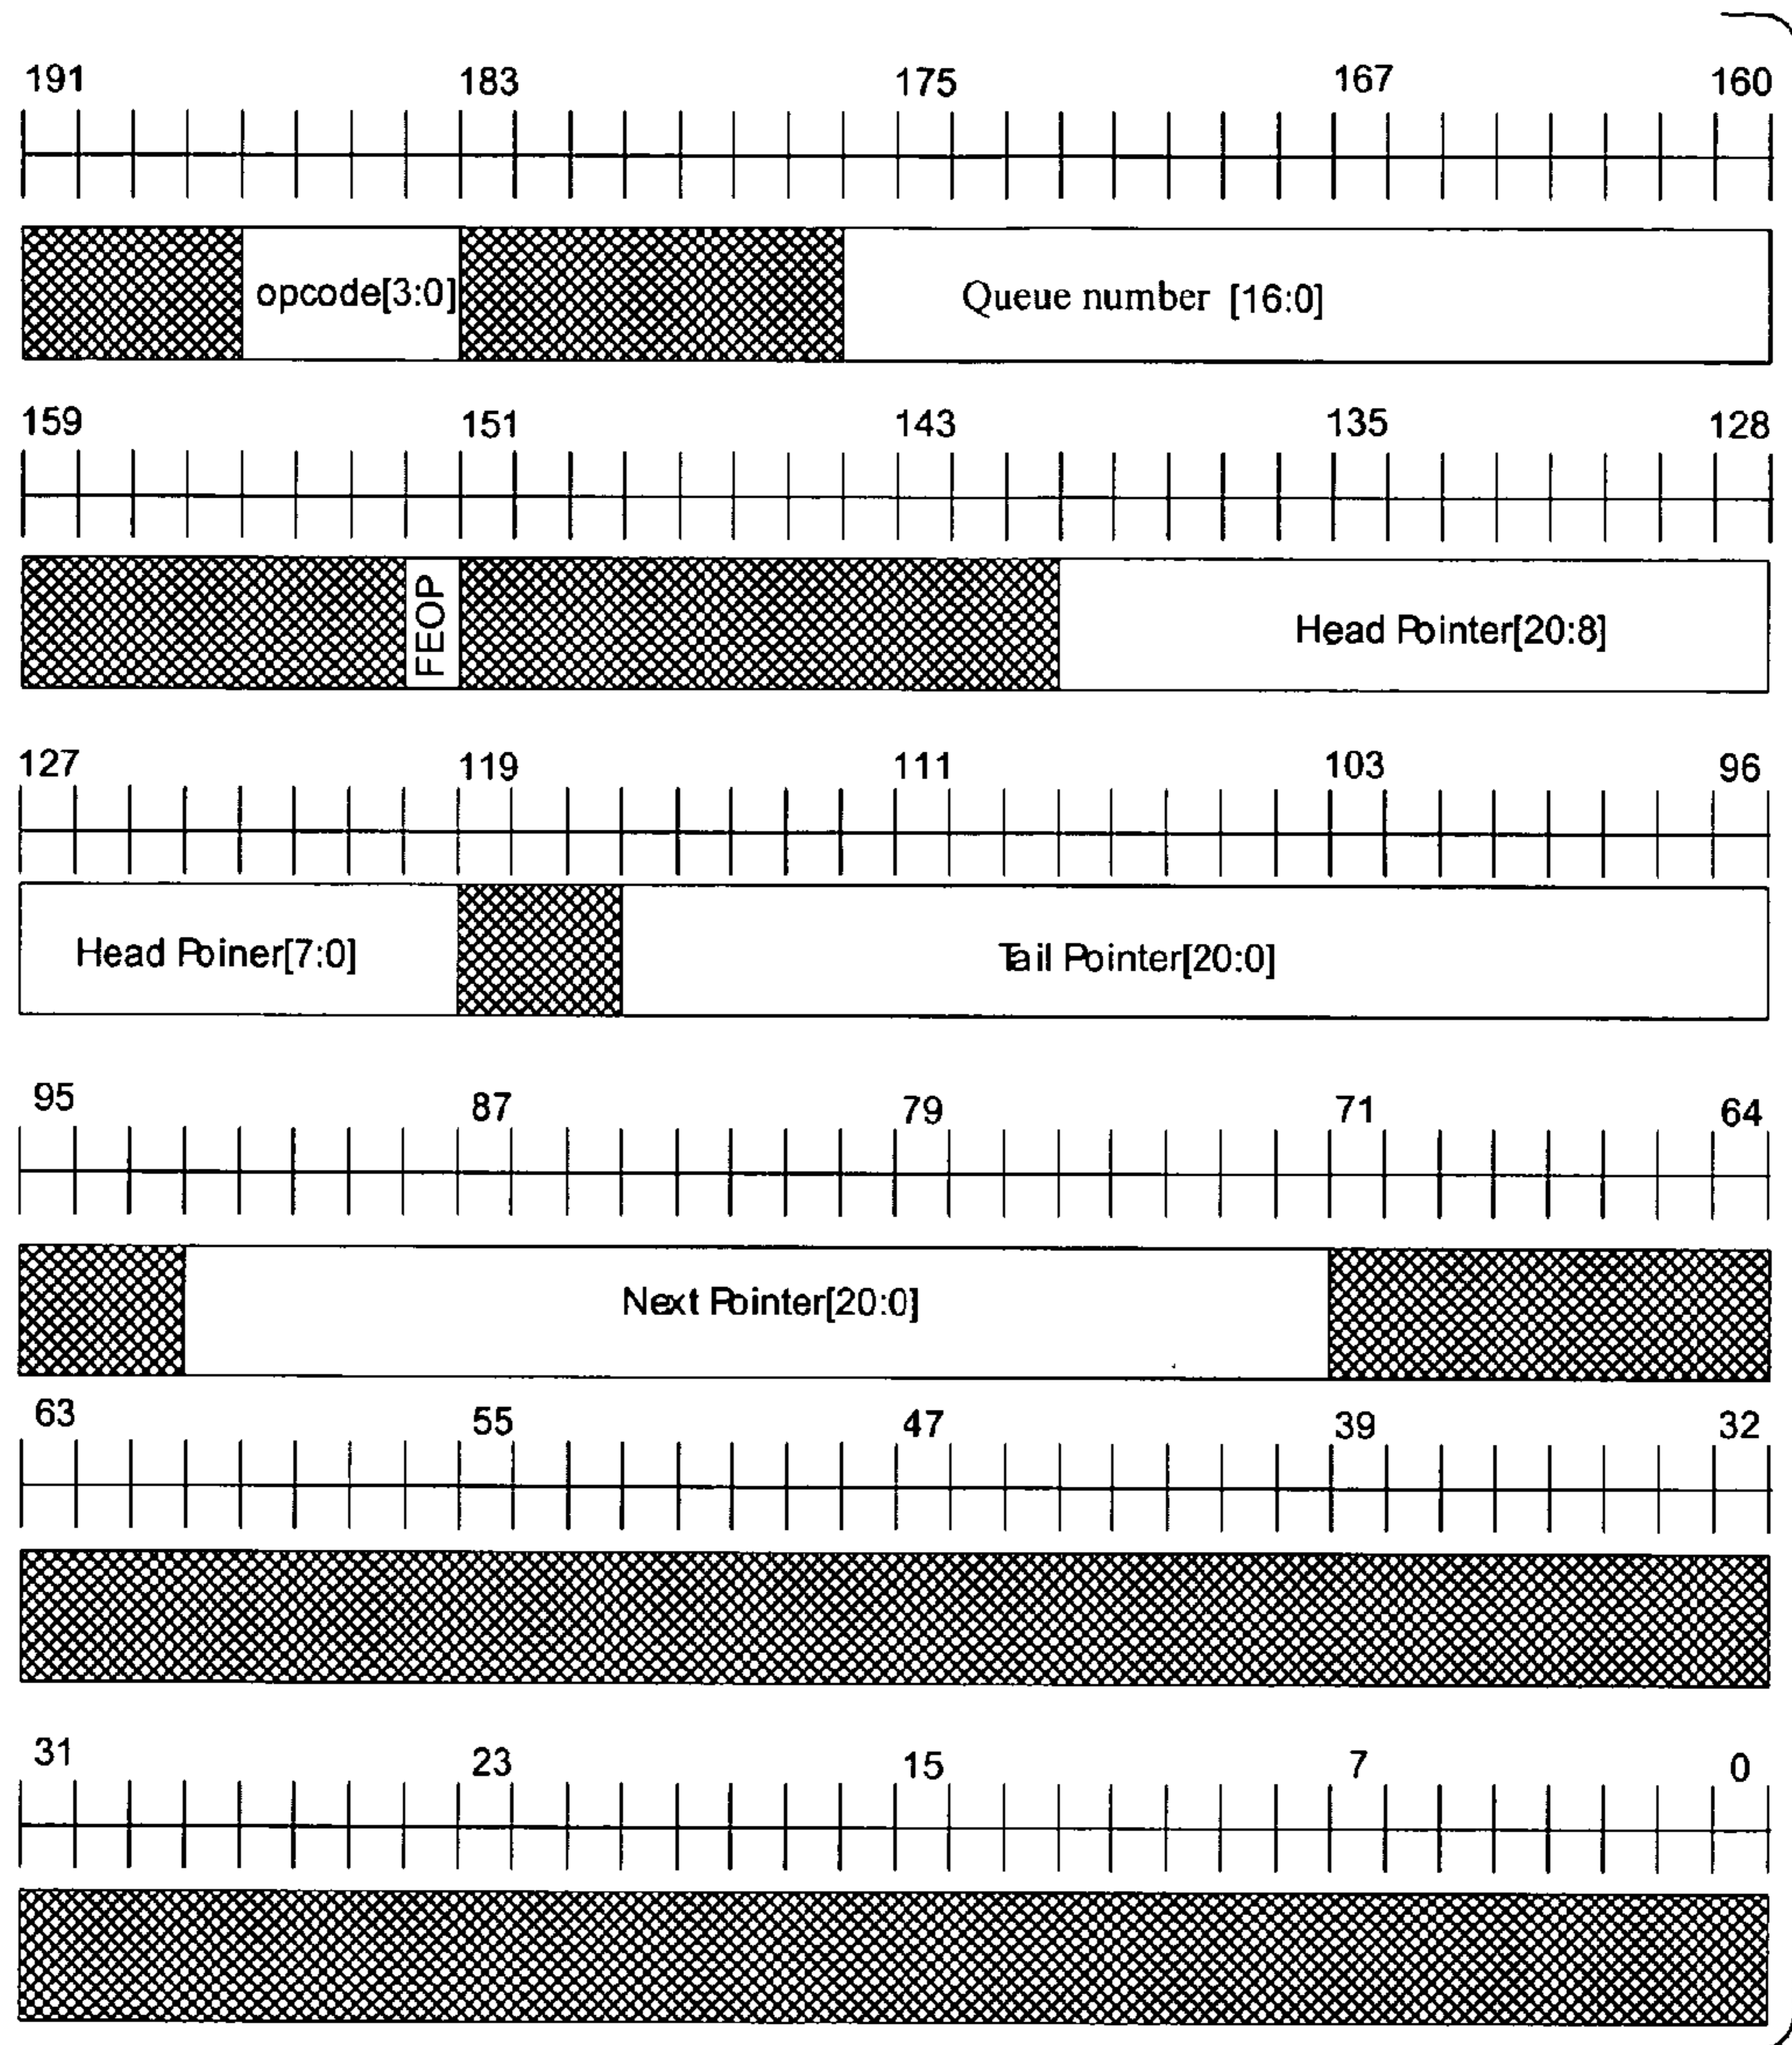 191 183 175 167 160
opcode[3:0] Queue number [16:0]
159 151 143 135 128
FEOP Head Pointer[20:8]
127 119 111 103 96
Head Poiner[7:0] Tail Pointer[20:0]
95 87 79 71 64
Next Pointer[20:0]
63 55 47 39 32
31 23 15 7 0